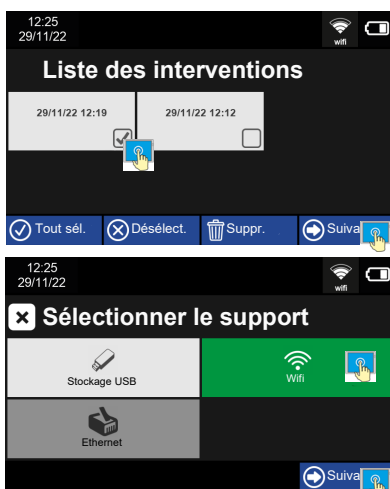 12:25
29/11/22
wifi
Liste des interventions
29/11/22 12:19
29/11/22 12:12
Tout sél.
Désélect.
Suppr.
Suiva
12:25
29/11/22
wifi
Sélectionner le support
Stockage USB
Wifi
Ethernet
Suiva